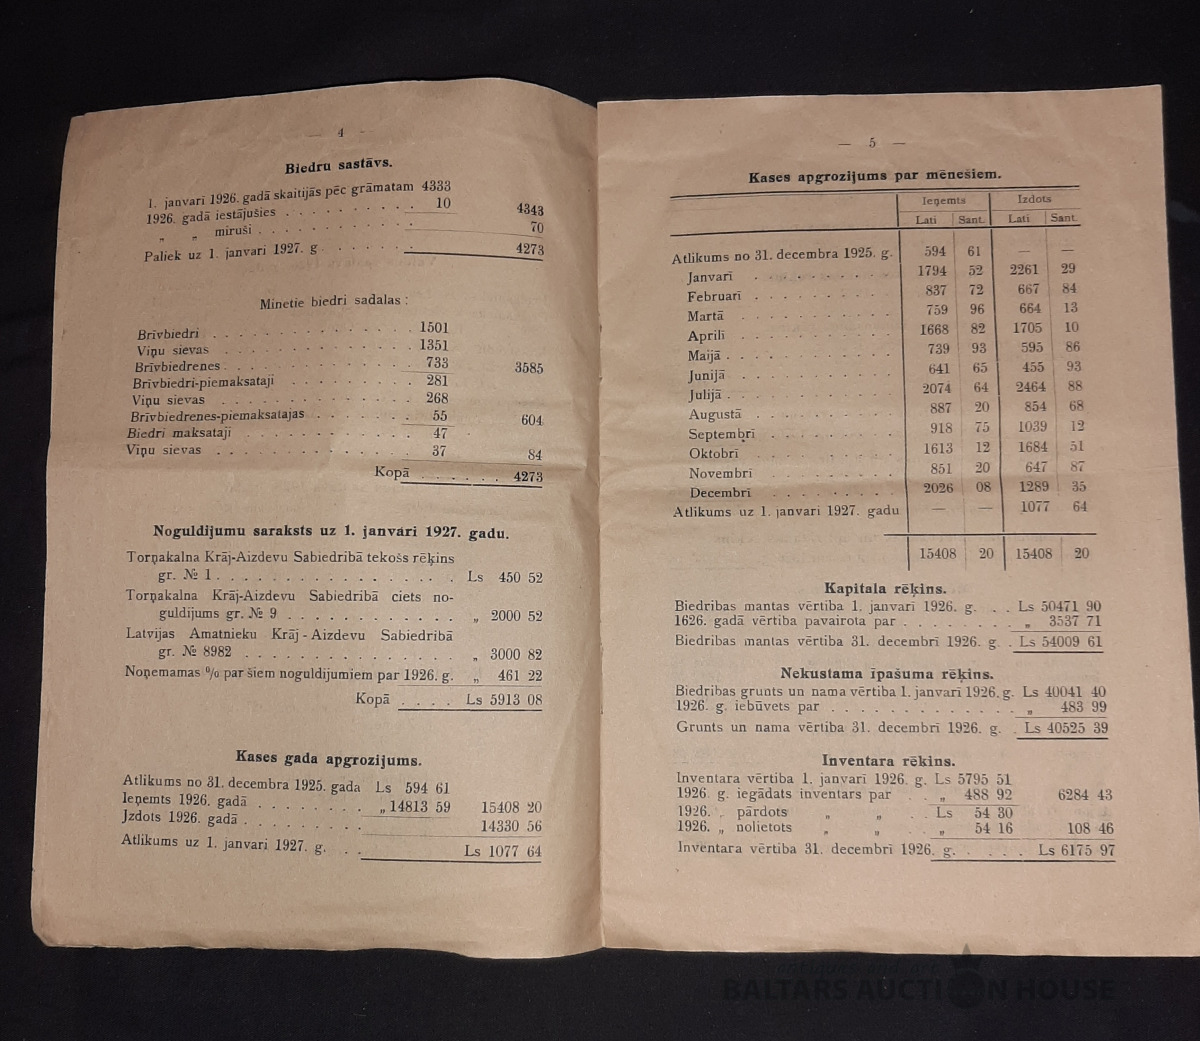 — 4 —
Biedru sastāvs.
1. janvarī 1926. gadā skaitijās pēc grāmatam 4333
1926. gadā iestājušies . . . . . . . . . . 10 4343
„ „ miruši . . . . . . . . . . . 70
Paliek uz 1. janvari 1927. g . . . . . . 4273
Minetie biedri sadalas :
Brīvbiedri . . . . . . . . . . . . . 1501
Viņu sievas . . . . . . . . . . . . 1351
Brīvbiedrenes . . . . . . . . . . . 733 3585
Brīvbiedri-piemaksataji . . . . . . . . 281
Viņu sievas . . . . . . . . . . . . 268
Brīvbiedrenes-piemaksatajas . . . . . . . 55 604
Biedri maksataji . . . . . . . . . . 47
Viņu sievas . . . . . . . . . . . . 37 84
Kopā . . . . . . 4273
Noguldijumu saraksts uz 1. janvari 1927. gadu.
Torņakalna Krāj-Aizdevu Sabiedribā tekošs rēķins
gr. № 1 . . . . . . . . . . . . . . . . Ls 450 52
Torņakalna Krāj-Aizdevu Sabiedribā ciets no-
guldijums gr. № 9 . . . . . . . . . . . „ 2000 52
Latvijas Amatnieku Krāj - Aizdevu Sabiedribā
gr. № 8982 . . . . . . . . . . . . . . . „ 3000 82
Noņemamas % par šiem noguldijumiem par 1926. g. „ 461 22
Kopā . . . . Ls 5913 08
Kases gada apgrozijums.
Atlikums no 31. decembra 1925. gada Ls 594 61
Ieņemts 1926. gadā . . . . . . . . „ 14813 59 15408 20
Jzdots 1926. gadā . . . . . . . . . 14330 56
Atlikums uz 1. janvari 1927. g. . . Ls 1077 64
— 5 —
Kases apgrozijums par mēnešiem.
Ieņemts Izdots
Lati Sant. Lati Sant.
Atlikums no 31. decembra 1925. g. 594 61 — —
Janvarī . . . . . . . . 1794 52 2261 29
Februarī . . . . . . . . 837 72 667 84
Martā . . . . . . . . . 759 96 664 13
Aprilī . . . . . . . . . 1668 82 1705 10
Maijā . . . . . . . . . . 739 93 595 86
Junijā . . . . . . . . . 641 65 455 93
Julijā . . . . . . . . . . 2074 64 2464 88
Augustā . . . . . . . . 887 20 854 68
Septembrī . . . . . . . 918 75 1039 12
Oktobrī . . . . . . . . 1613 12 1684 51
Novembrī . . . . . . . 851 20 647 87
Decembrī . . . . . . . 2026 08 1289 35
Atlikums uz 1. janvari 1927. gadu — — 1077 64
15408 20 15408 20
Kapitala rēķins.
Biedribas mantas vērtiba 1. janvarī 1926. g. . . Ls 50471 90
1626. gadā vērtiba pavairota par . . . . . . „ 3537 71
Biedribas mantas vērtiba 31. decembrī 1926. g. . Ls 54009 61
Nekustama īpašuma rēķins.
Biedribas grunts un nama vērtiba 1. janvarī 1926. g. Ls 40041 40
1926. g. iebūvets par . . . . . . . . . . . . . „ 483 99
Grunts un nama vērtiba 31. decembrī 1926. g. . Ls 40525 39
Inventara rēķins.
Inventara vērtiba 1. janvarī 1926. g. Ls 5795 51
1926. g. iegādats inventars par . . „ 488 92 6284 43
1926. „ pārdots „ „ . . Ls 54 30
1926. „ nolietots „ „ . . „ 54 16 108 46
Inventara vērtiba 31. decembrī 1926. g. . . . . . Ls 6175 97
BALTARS AUCTION HOUSE